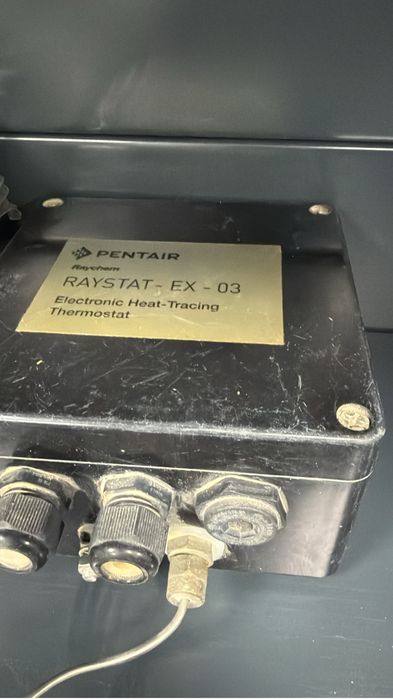 PENTAIR
Raychem
RAYSTAT - EX - 03
Electronic Heat-Tracing
Thermostat